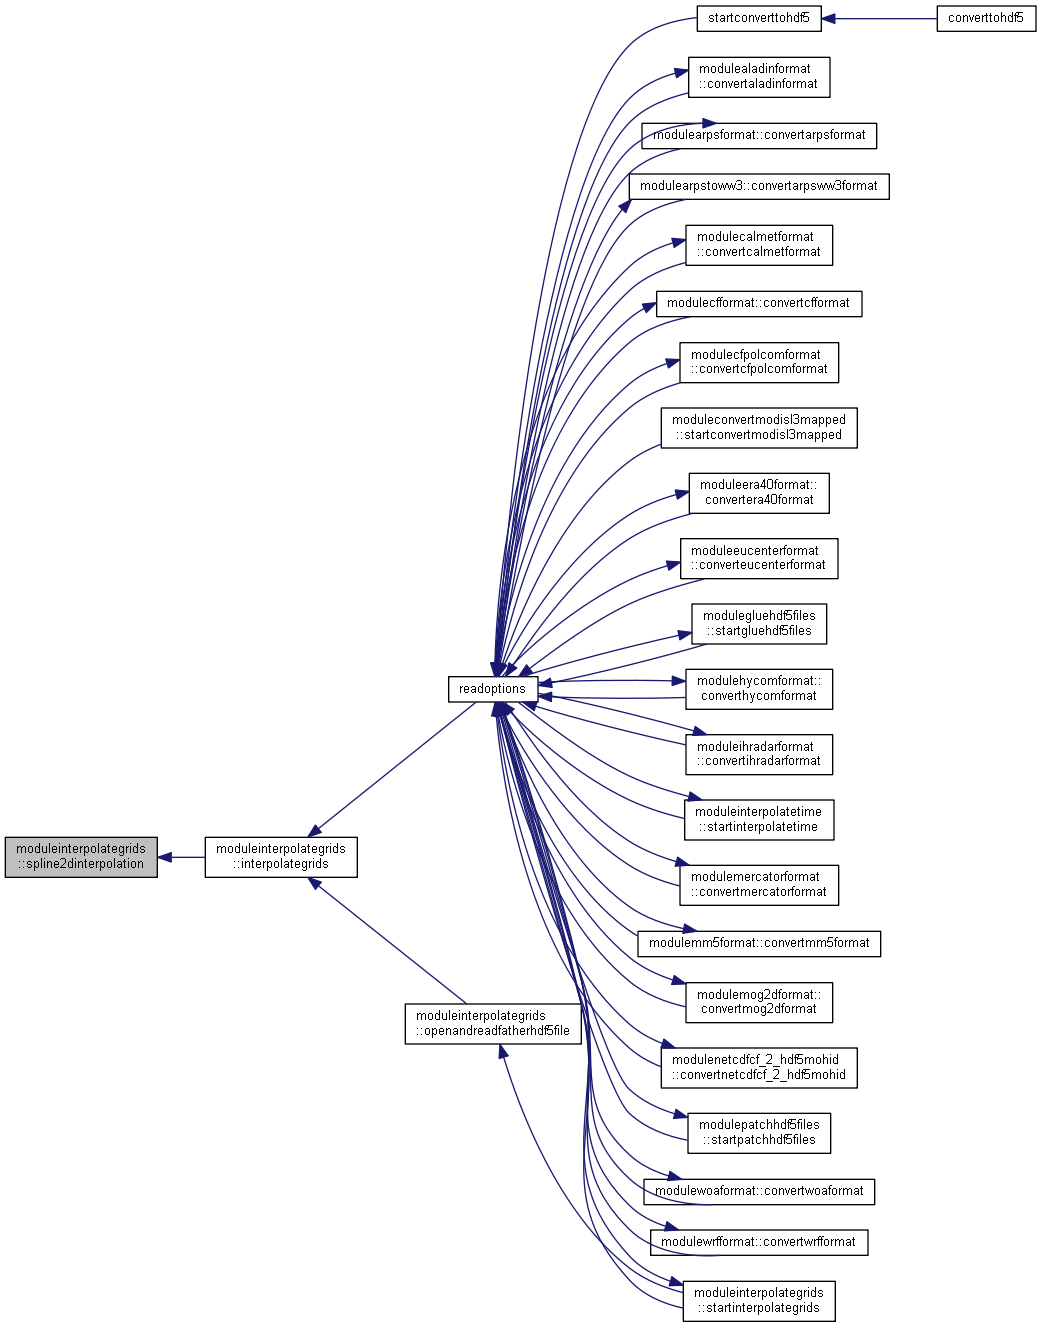 startconverttohdf5
converttohdf5
modulealadinformat
::convertaladinformat
modulearpsformat::convertarpsformat
modulearpstoww3::convertarpsww3format
modulecalmetformat
::convertcalmetformat
modulecfformat::convertcfformat
modulecfpolcomformat
::convertcfpolcomformat
moduleconvertmodisl3mapped
::startconvertmodisl3mapped
moduleera40format::
convertera40format
moduleeucenterformat
::converteucenterformat
modulegluehdf5files
::startgluehdf5files
readoptions
modulehycomformat::
converthycomformat
moduleihradarformat
::convertihradarformat
moduleinterpolatetime
::startinterpolatetime
moduleinterpolategrids
::spline2dinterpolation
moduleinterpolategrids
::interpolategrids
modulemercatorformat
::convertmercatorformat
modulemm5format::convertmm5format
modulemog2dformat::
convertmog2dformat
moduleinterpolategrids
::openandreadfatherhdf5file
modulenetcdfcf_2_hdf5mohid
::convertnetcdfcf_2_hdf5mohid
modulepatchhdf5files
::startpatchhdf5files
modulewoaformat::convertwoaformat
modulewrfformat::convertwrfformat
moduleinterpolategrids
::startinterpolategrids